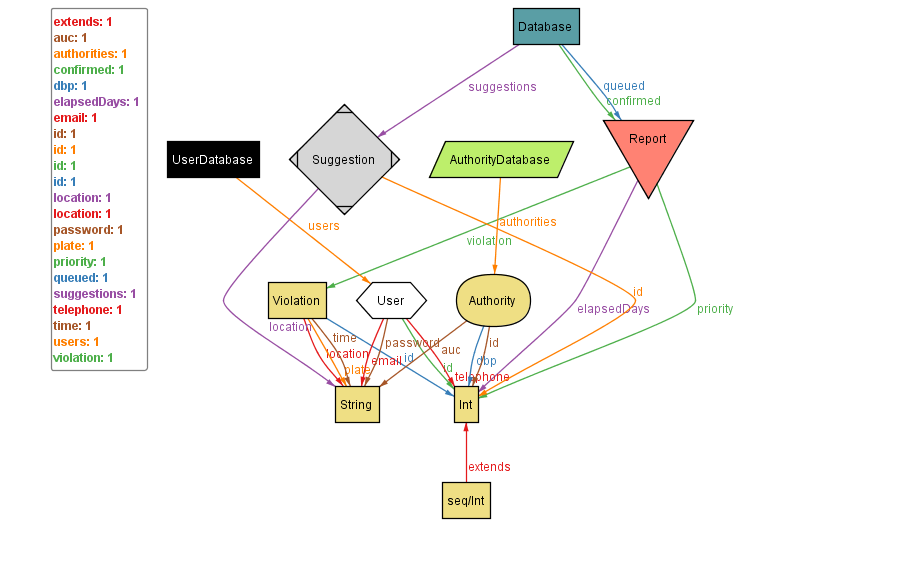 extends: 1
auc: 1
authorities: 1
confirmed: 1
dbp: 1
elapsedDays: 1
email: 1
id: 1
id: 1
id: 1
id: 1
location: 1
location: 1
password: 1
plate: 1
priority: 1
queued: 1
suggestions: 1
telephone: 1
time: 1
users: 1
violation: 1
Database
suggestions
queued
confirmed
UserDatabase
Suggestion
AuthorityDatabase
Report
users
authorities
violation
id
Violation
User
Authority
elapsedDays
priority
location
time
password
auc
id
location
email
id
dbp
plate
id
telephone
String
Int
extends
seq/Int